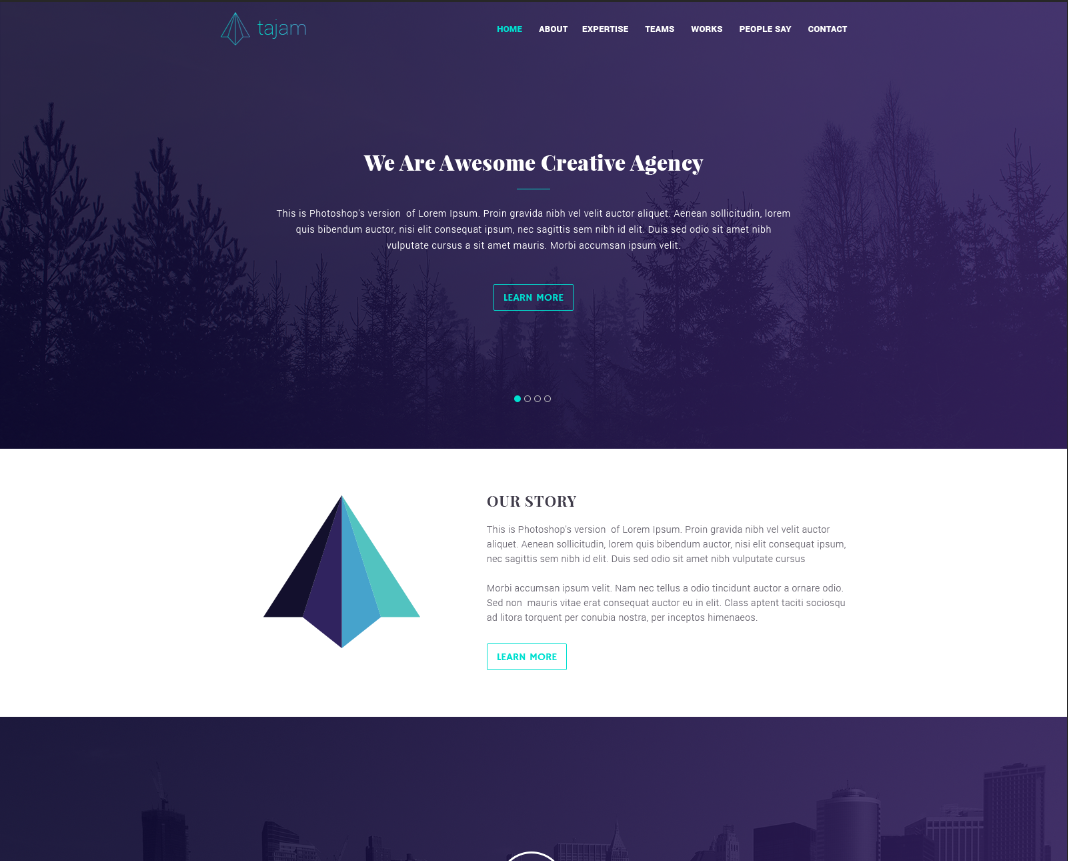 tajam
HOME ABOUT EXPERTISE TEAMS WORKS PEOPLE SAY CONTACT
We Are Awesome Creative Agency
This is Photoshop's version of Lorem Ipsum. Proin gravida nibh vel velit auctor aliquet. Aenean sollicitudin, lorem
quis bibendum auctor, nisi elit consequat ipsum, nec sagittis sem nibh id elit. Duis sed odio sit amet nibh
vulputate cursus a sit amet mauris. Morbi accumsan ipsum velit.
LEARN MORE
OUR STORY
This is Photoshop's version of Lorem Ipsum. Proin gravida nibh vel velit auctor
aliquet. Aenean sollicitudin, lorem quis bibendum auctor, nisi elit consequat ipsum,
nec sagittis sem nibh id elit. Duis sed odio sit amet nibh vulputate cursus
Morbi accumsan ipsum velit. Nam nec tellus a odio tincidunt auctor a ornare odio.
Sed non mauris vitae erat consequat auctor eu in elit. Class aptent taciti sociosqu
ad litora torquent per conubia nostra, per inceptos himenaeos.
LEARN MORE